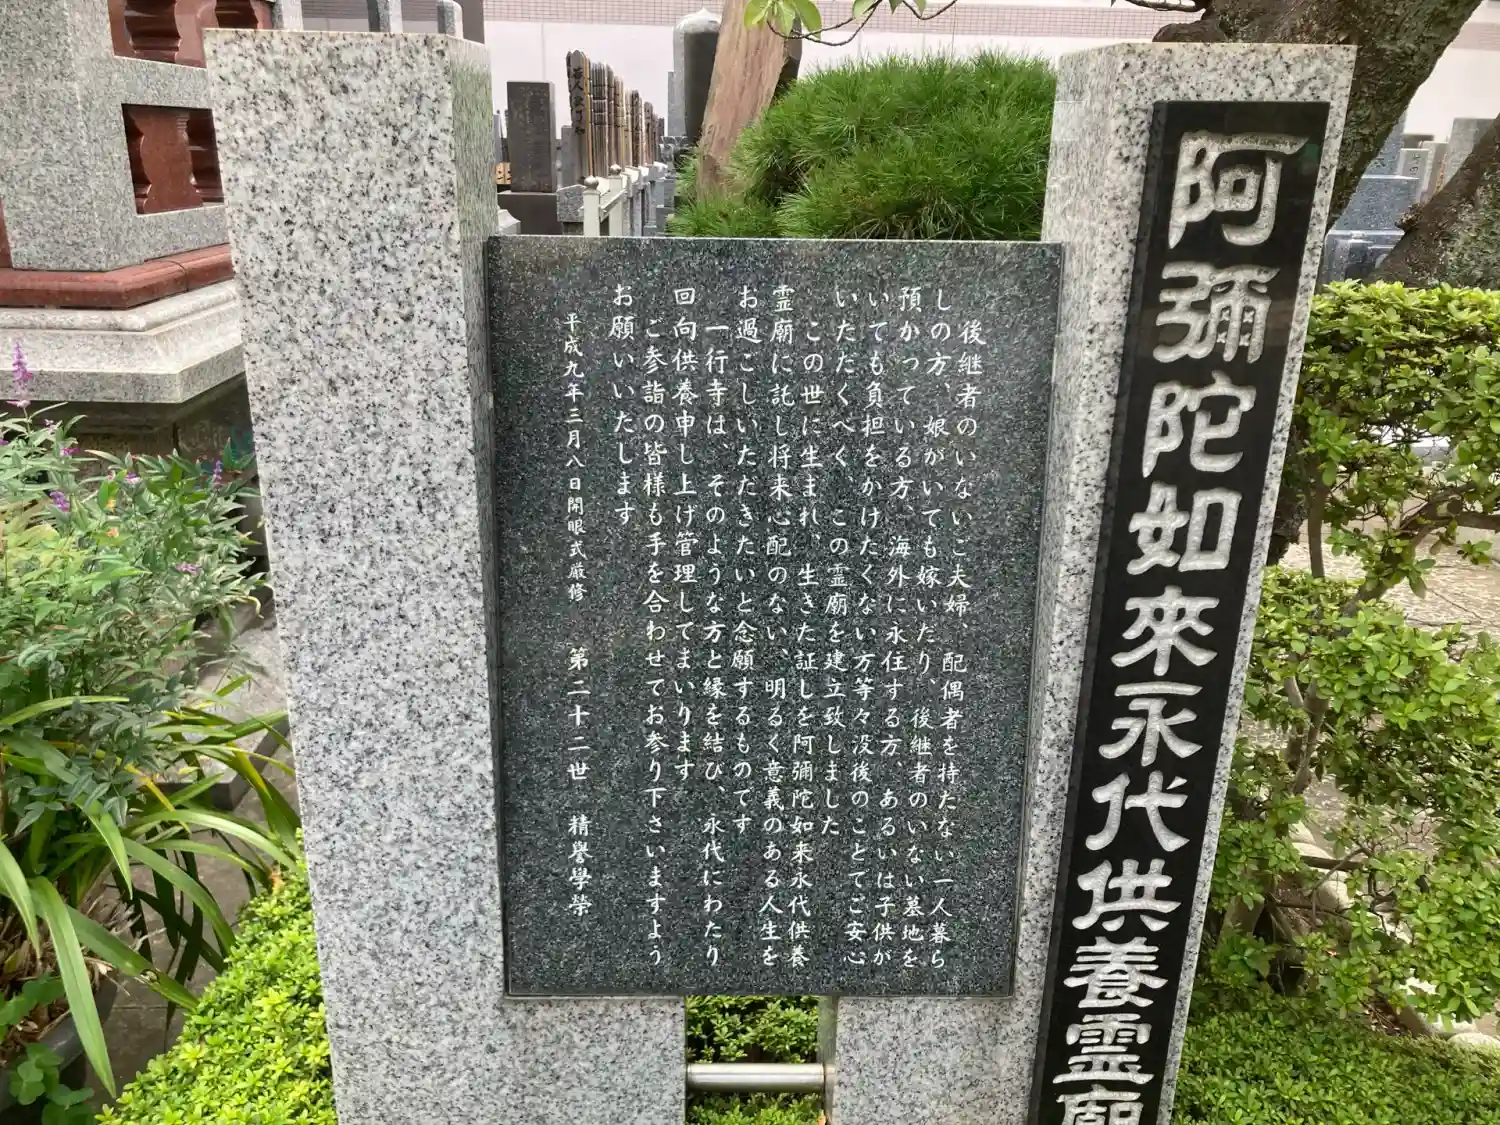 阿彌陀如來永代供養霊廟
後継者のいないご夫婦、配偶者を持たない一人暮ら
しの方、娘がいても嫁いだり、後継者のいない墓地を
預かっている方、海外に永住する方、あるいは子供が
いても負担をかけたくない方等々没後のことでご安心
いただくべく、この霊廟を建立致しました
この世に生まれ、生きた証しを阿彌陀如来永代供養
霊廟に託し将来心配のない、明るく意義のある人生を
お過ごしいただきたいと念願するものです
一行寺は、そのような方と縁を結び、永代にわたり
回向供養申し上げ管理してまいります
ご参詣の皆様も手を合わせてお参り下さいますよう
お願いいたします
平成九年三月八日開眼式厳修 第二十二世 精譽學榮